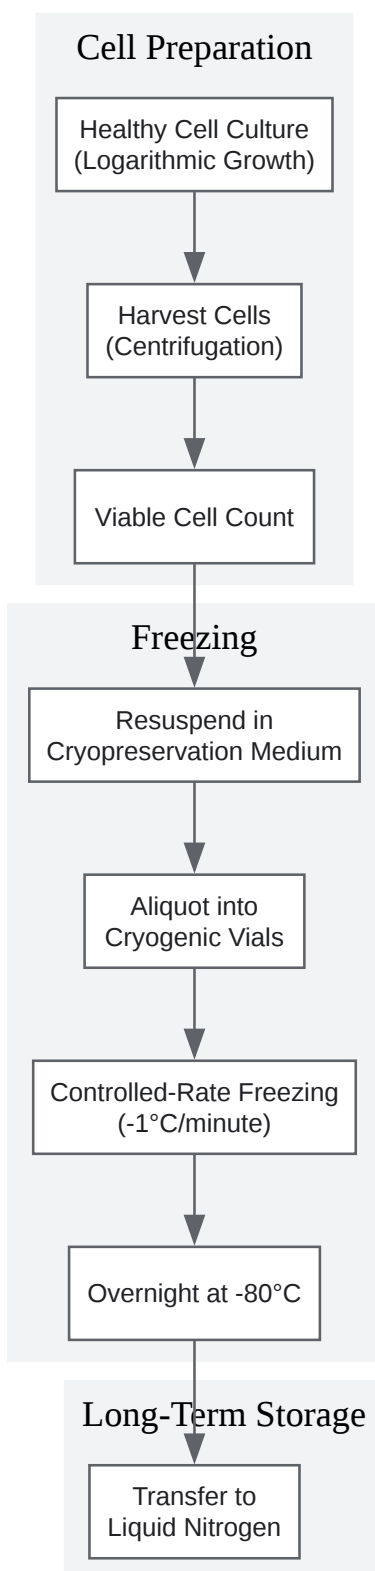 Cell Preparation
Healthy Cell Culture
(Logarithmic Growth)
Harvest Cells
(Centrifugation)
Viable Cell Count
Freezing
Resuspend in
Cryopreservation Medium
Aliquot into
Cryogenic Vials
Controlled-Rate Freezing
(-1°C/minute)
Overnight at -80°C
Long-Term Storage
Transfer to
Liquid Nitrogen